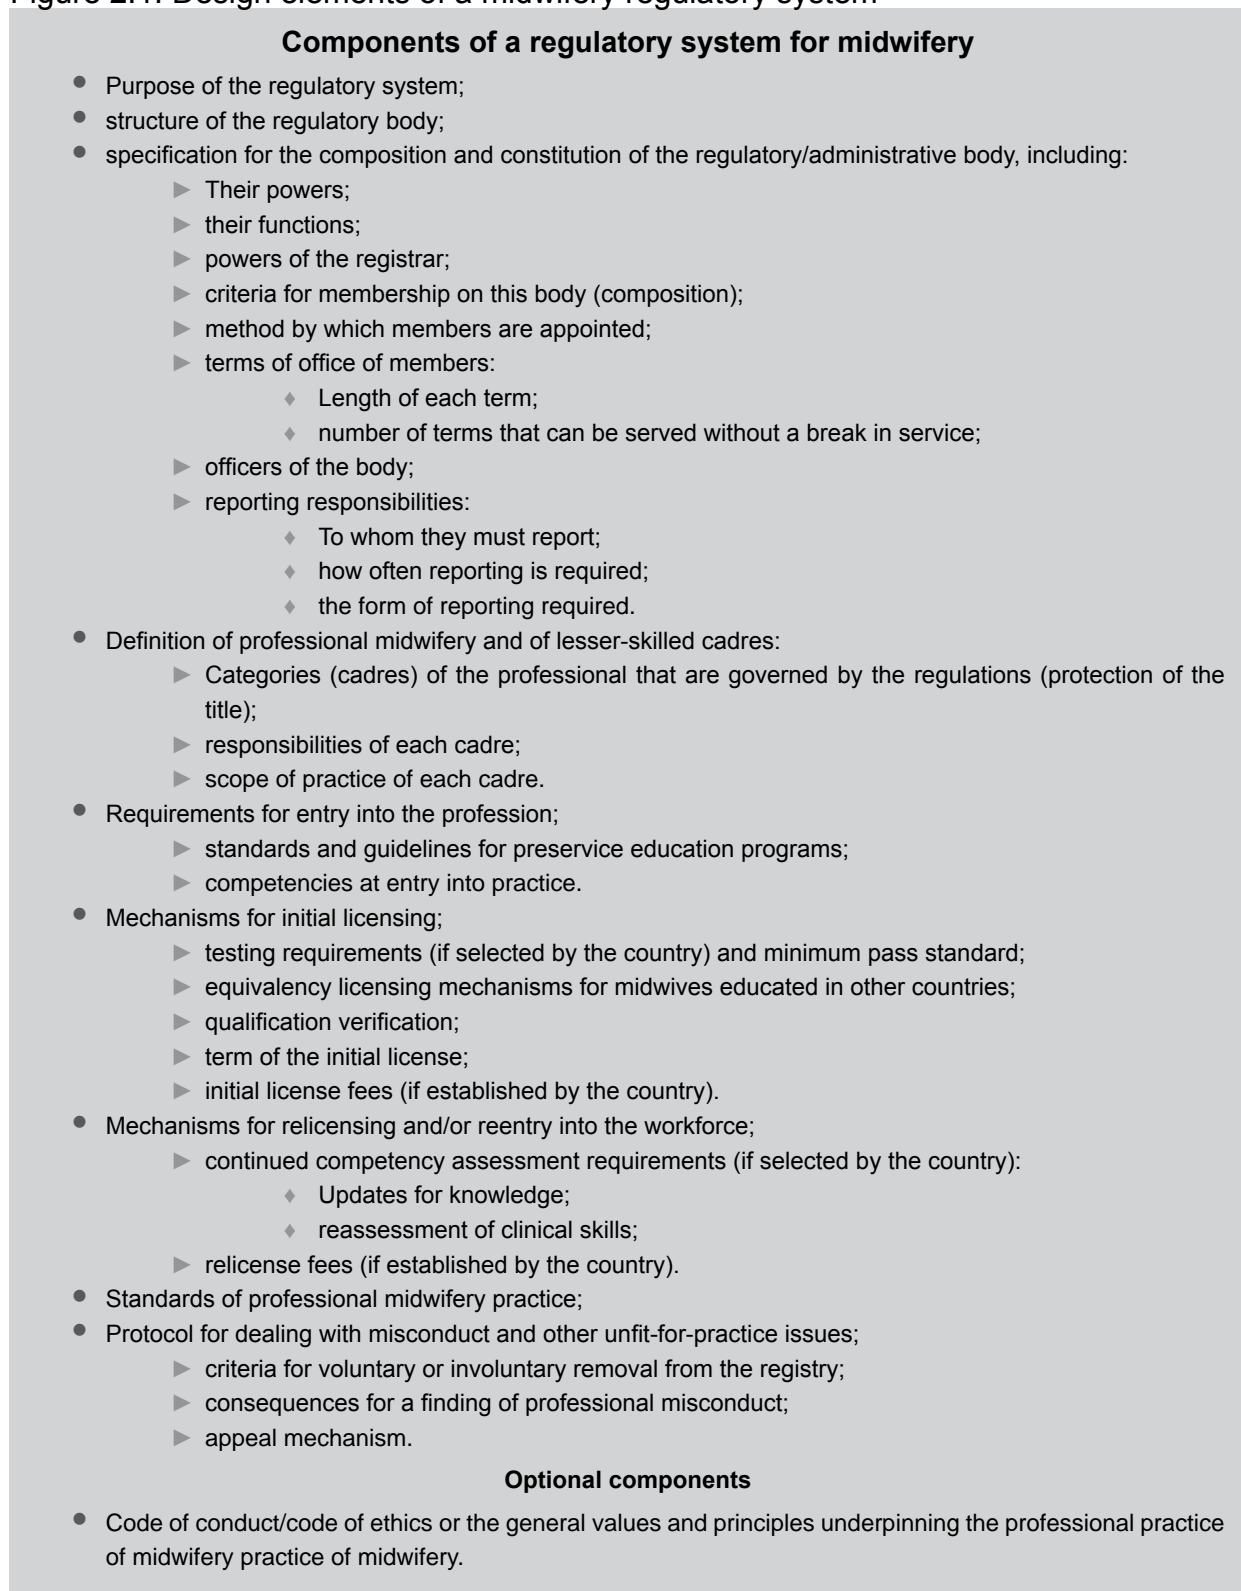 Figure 2.1. Design elements of a midwifery regulatory system
Components of a regulatory system for midwifery
● Purpose of the regulatory system;
● structure of the regulatory body;
● specification for the composition and constitution of the regulatory/administrative body, including:
► Their powers;
► their functions;
► powers of the registrar;
► criteria for membership on this body (composition);
► method by which members are appointed;
► terms of office of members:
♦ Length of each term;
♦ number of terms that can be served without a break in service;
► officers of the body;
► reporting responsibilities:
♦ To whom they must report;
♦ how often reporting is required;
♦ the form of reporting required.
● Definition of professional midwifery and of lesser-skilled cadres:
► Categories (cadres) of the professional that are governed by the regulations (protection of the
title);
► responsibilities of each cadre;
► scope of practice of each cadre.
● Requirements for entry into the profession;
► standards and guidelines for preservice education programs;
► competencies at entry into practice.
● Mechanisms for initial licensing;
► testing requirements (if selected by the country) and minimum pass standard;
► equivalency licensing mechanisms for midwives educated in other countries;
► qualification verification;
► term of the initial license;
► initial license fees (if established by the country).
● Mechanisms for relicensing and/or reentry into the workforce;
► continued competency assessment requirements (if selected by the country):
♦ Updates for knowledge;
♦ reassessment of clinical skills;
► relicense fees (if established by the country).
● Standards of professional midwifery practice;
● Protocol for dealing with misconduct and other unfit-for-practice issues;
► criteria for voluntary or involuntary removal from the registry;
► consequences for a finding of professional misconduct;
► appeal mechanism.
Optional components
● Code of conduct/code of ethics or the general values and principles underpinning the professional practice
of midwifery practice of midwifery.